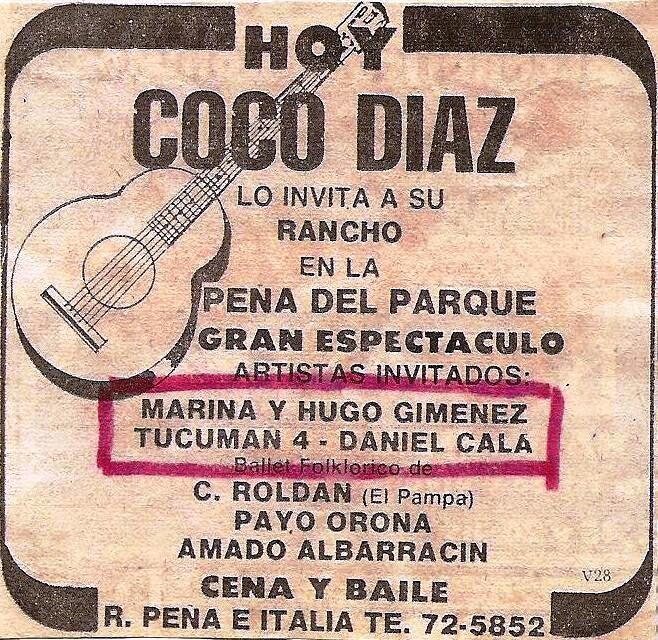 HOY
COCO DIAZ
LO INVITA A SU
RANCHO
EN LA
PENA DEL PARQUE
GRAN ESPECTACULO
ARTISTAS INVITADOS:
MARINA Y HUGO GIMENEZ
TUCUMAN 4 - DANIEL CALA
Ballet Folklorico de
C. ROLDAN (El Pampa)
PAYO ORONA
AMADO ALBARRACIN
CENA Y BAILE
V28
R. PEÑA E ITALIA TE. 72-5852